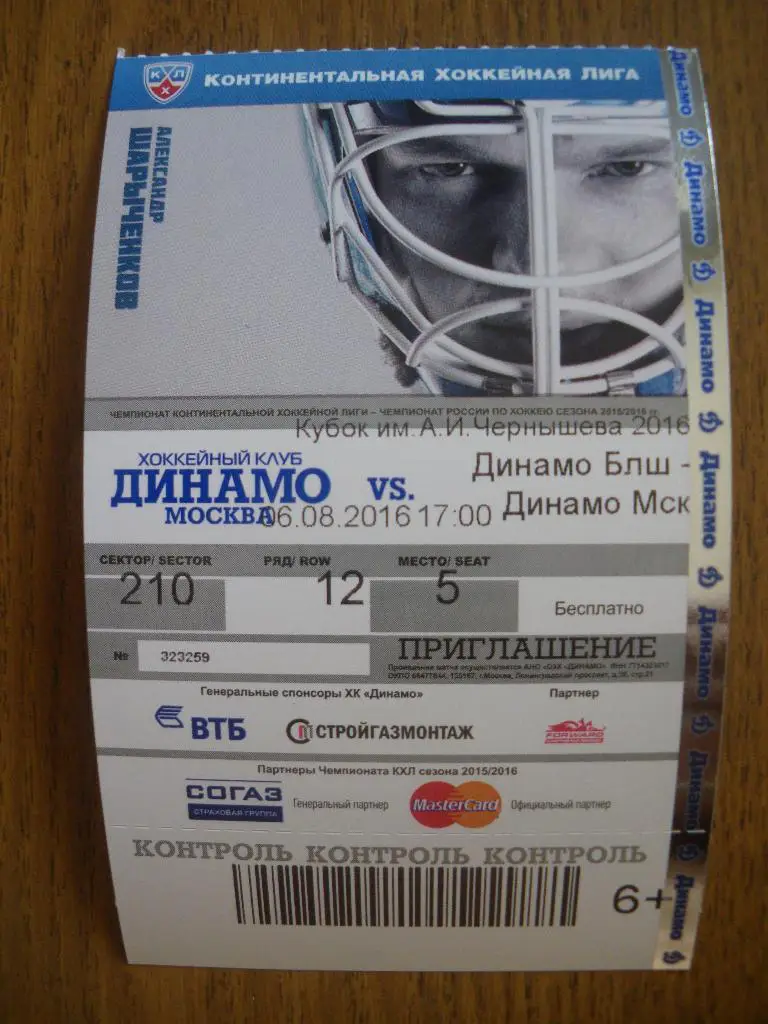 КХЛ
КОНТИНЕНТАЛЬНАЯ ХОККЕЙНАЯ ЛИГА
АЛЕКСАНДР
ШАРЫЧЕНКОВ
ЧЕМПИОНАТ КОНТИНЕНТАЛЬНОЙ ХОККЕЙНОЙ ЛИГИ – ЧЕМПИОНАТ РОССИИ ПО ХОККЕЮ СЕЗОНА 2015/2016 гг.
Кубок им.А.И.Чернышева 2016
ХОККЕЙНЫЙ КЛУБ
ДИНАМО
МОСКВА
VS.
Динамо Блш -
Динамо Мск
06.08.2016 17:00
СЕКТОР/ SECTOR РЯД/ ROW МЕСТО/ SEAT
210 12 5 Бесплатно
№ 323259
ПРИГЛАШЕНИЕ
Генеральные спонсоры ХК «Динамо» Партнер
ВТБ СТРОЙГАЗМОНТАЖ FORWARD
Партнеры Чемпионата КХЛ сезона 2015/2016
СОГАЗ
СТРАХОВАЯ ГРУППА
Генеральный партнер
MasterCard
Официальный партнер
КОНТРОЛЬ КОНТРОЛЬ КОНТРОЛЬ
6+
Динамо Д Динамо Д Динамо Д Динамо Д Динамо Д Динамо Д Динамо Д